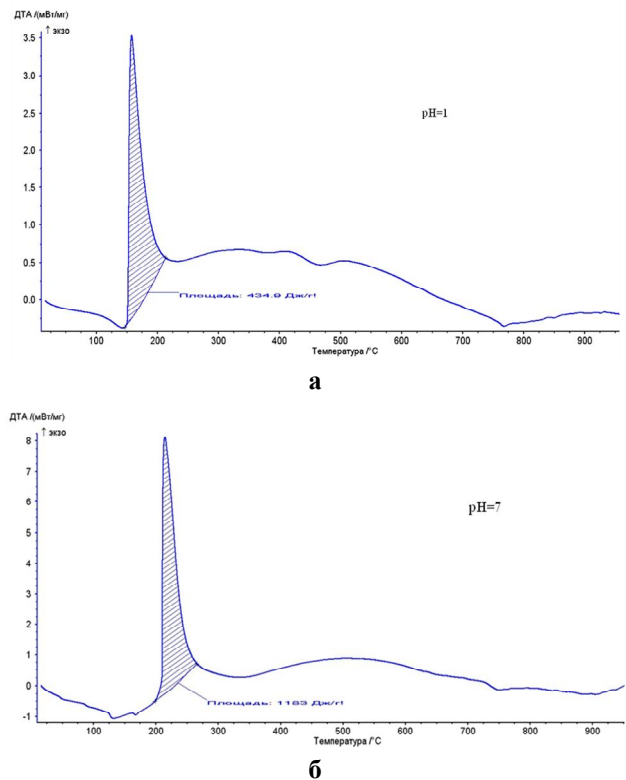 ДТА /(мВт/мг)
↑ экзо
3.5
3.0
2.5
2.0
1.5
1.0
0.5
0.0
pH=1
Площадь: 434.9 Дж/г!
100 200 300 400 500 600 700 800 900
Температура /°C
а
ДТА /(мВт/мг)
↑ экзо
8
7
6
5
4
3
2
1
0
-1
pH=7
Площадь: 1183 Дж/г!
100 200 300 400 500 600 700 800 900
Температура /°C
б